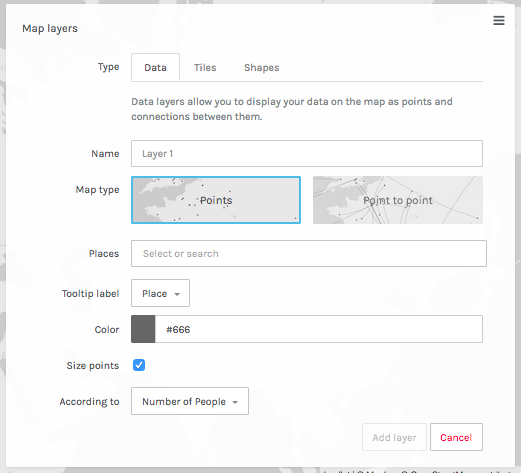 Map layers
Type Data Tiles Shapes
Data layers allow you to display your data on the map as points and
connections between them.
Name Layer 1
Map type Points Point to point
Places Select or search
Tooltip label Place
Color #666
Size points
According to Number of People
Add layer Cancel